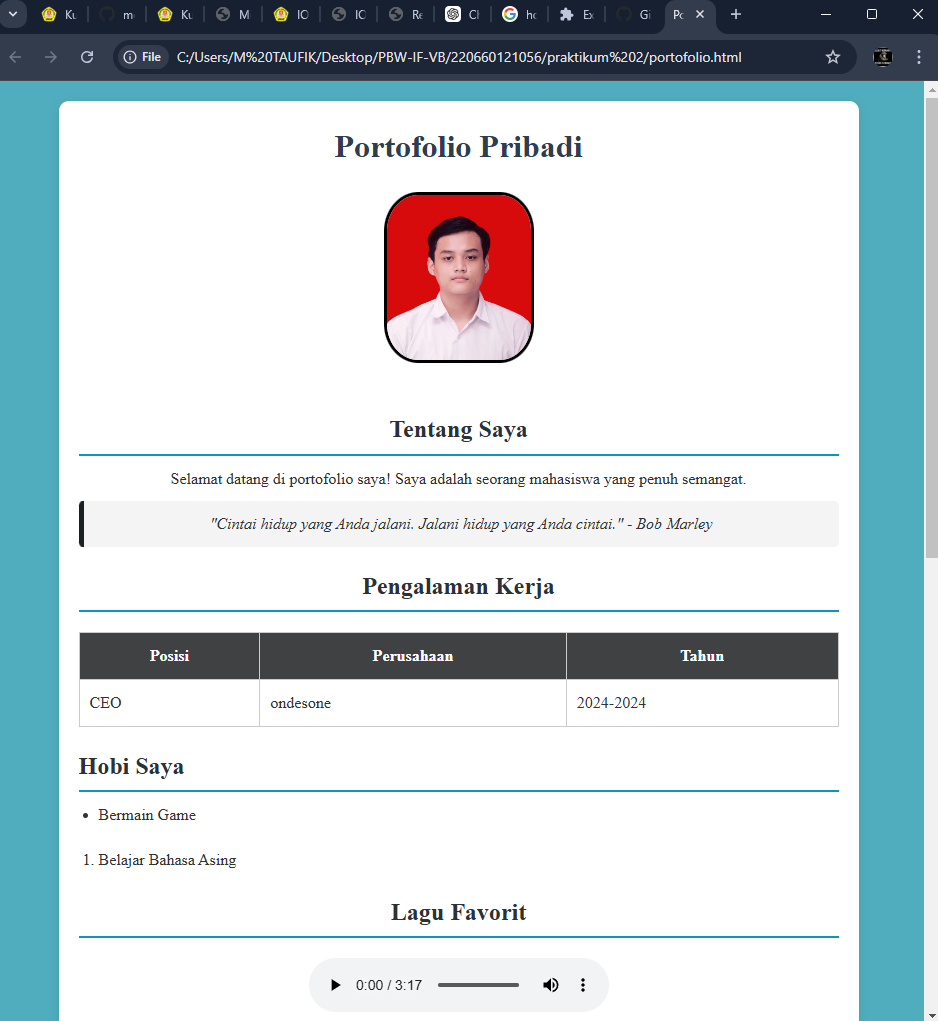 Ku
m
Ku
M
IO
IO
Re
Ch
ho
Ex
Gi
Po
File
C:/Users/M%20TAUFIK/Desktop/PBW-IF-VB/220660121056/praktikum%202/portofolio.html
Portofolio Pribadi
Tentang Saya
Selamat datang di portofolio saya! Saya adalah seorang mahasiswa yang penuh semangat.
"Cintai hidup yang Anda jalani. Jalani hidup yang Anda cintai." - Bob Marley
Pengalaman Kerja
Posisi Perusahaan Tahun
CEO ondesone 2024-2024
Hobi Saya
• Bermain Game
1. Belajar Bahasa Asing
Lagu Favorit
0:00 / 3:17